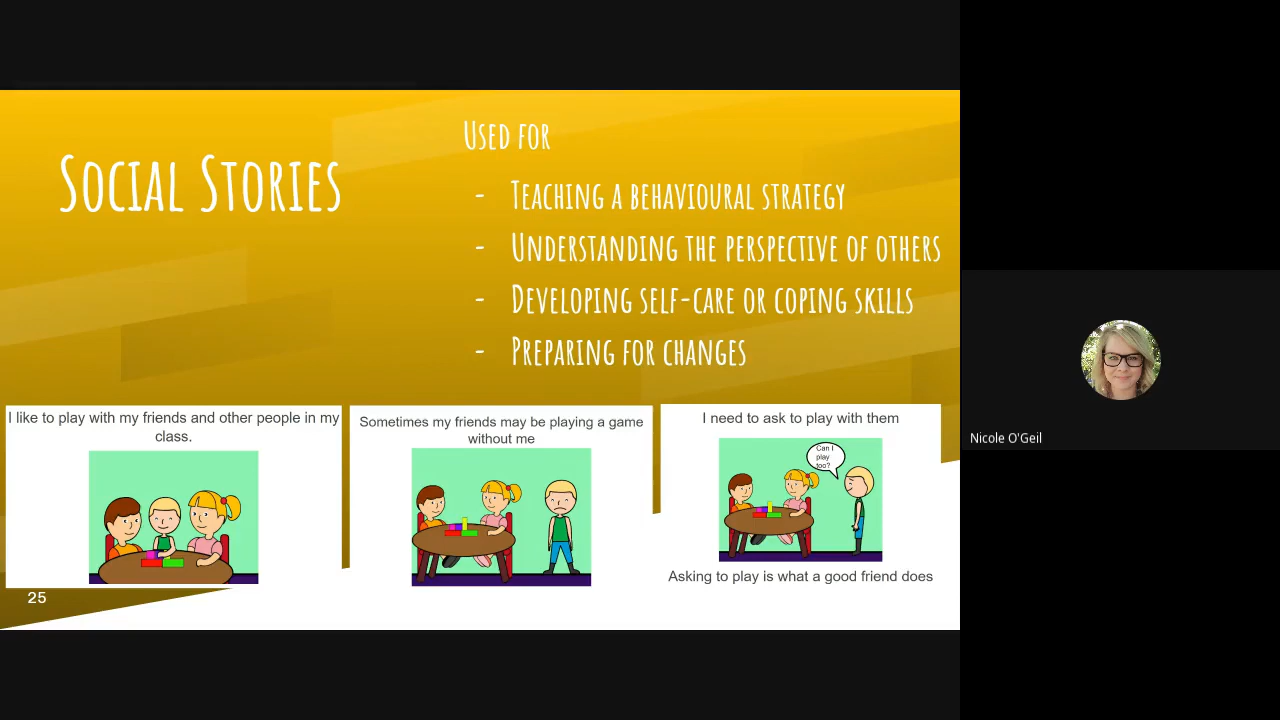 Social Stories
Used for
- Teaching a behavioural strategy
- Understanding the perspective of others
- Developing self-care or coping skills
- Preparing for changes
I like to play with my friends and other people in my
class.
Sometimes my friends may be playing a game
without me
I need to ask to play with them
Can I
play
too?
Asking to play is what a good friend does
25
Nicole O'Geil